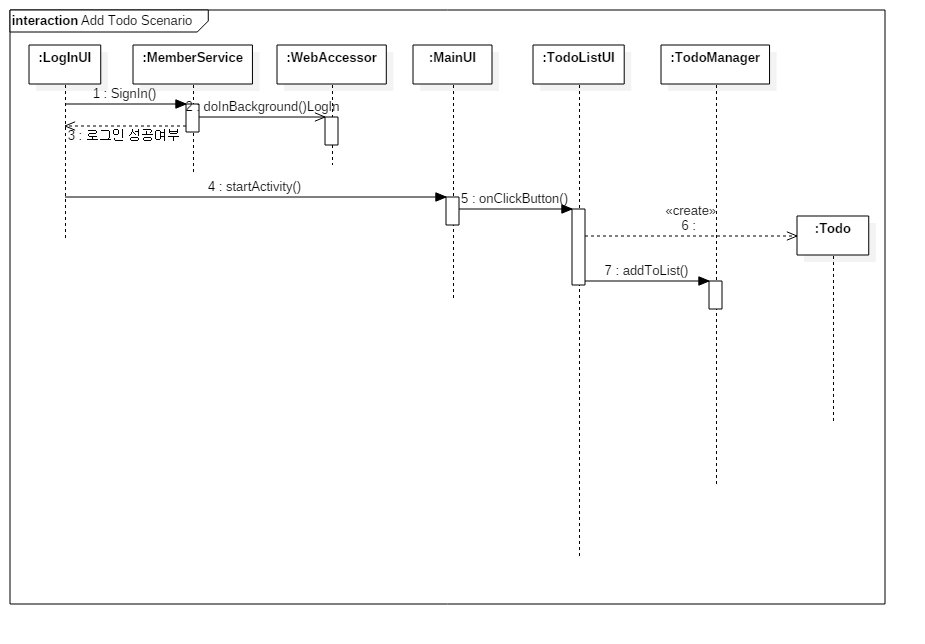 interaction Add Todo Scenario
:LogInUI
:MemberService
:WebAccessor
:MainUI
:TodoListUI
:TodoManager
1 : SignIn()
2 : doInBackground()LogIn
3 : 로그인 성공여부
4 : startActivity()
5 : onClickButton()
«create»
6 :
:Todo
7 : addToList()